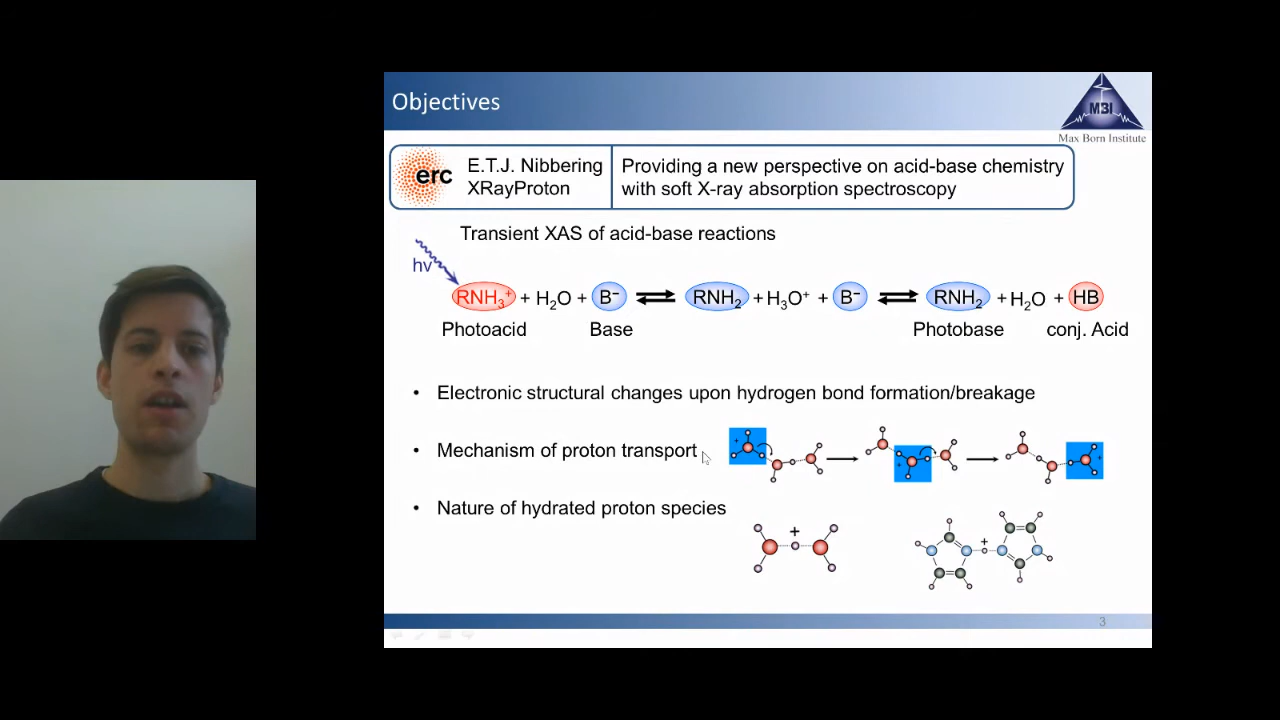 Objectives
MBI
Max Born Institute
erc
E.T.J. Nibbering
XRayProton
Providing a new perspective on acid-base chemistry
with soft X-ray absorption spectroscopy
Transient XAS of acid-base reactions
hν
RNH₃⁺ + H₂O + B⁻ ⇌ RNH₂ + H₃O⁺ + B⁻ ⇌ RNH₂ + H₂O + HB
Photoacid Base Photobase conj. Acid
• Electronic structural changes upon hydrogen bond formation/breakage
• Mechanism of proton transport
+ + +
• Nature of hydrated proton species
+ +
3